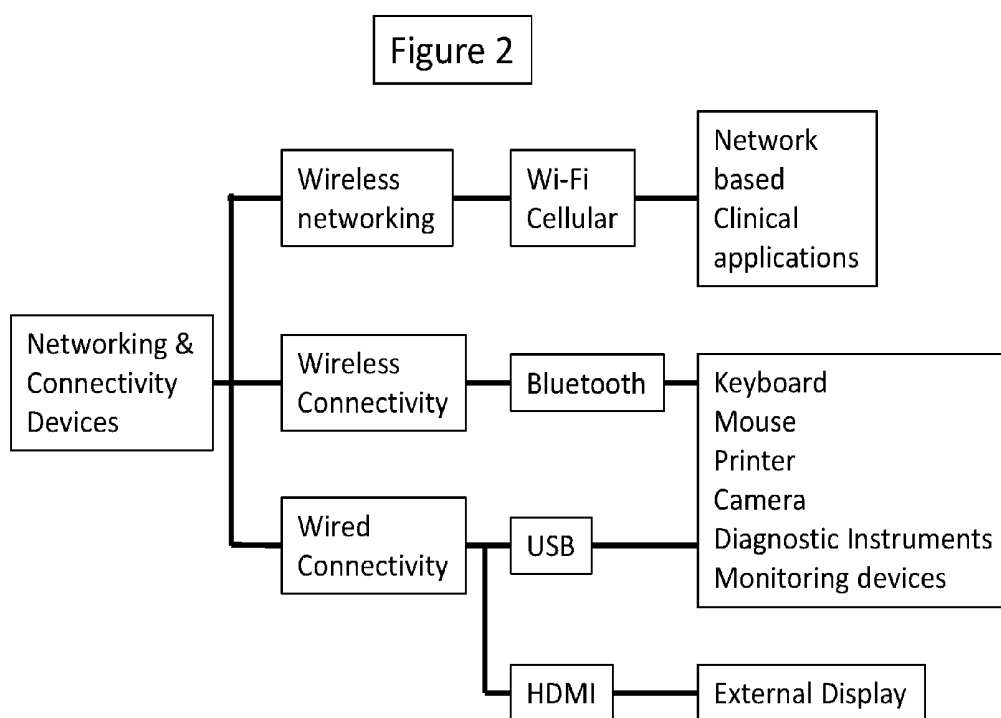 Figure 2
Networking &
Connectivity
Devices
Wireless
networking
Wi-Fi
Cellular
Network
based
Clinical
applications
Wireless
Connectivity
Bluetooth
Keyboard
Mouse
Printer
Camera
Diagnostic Instruments
Monitoring devices
Wired
Connectivity
USB
HDMI
External Display